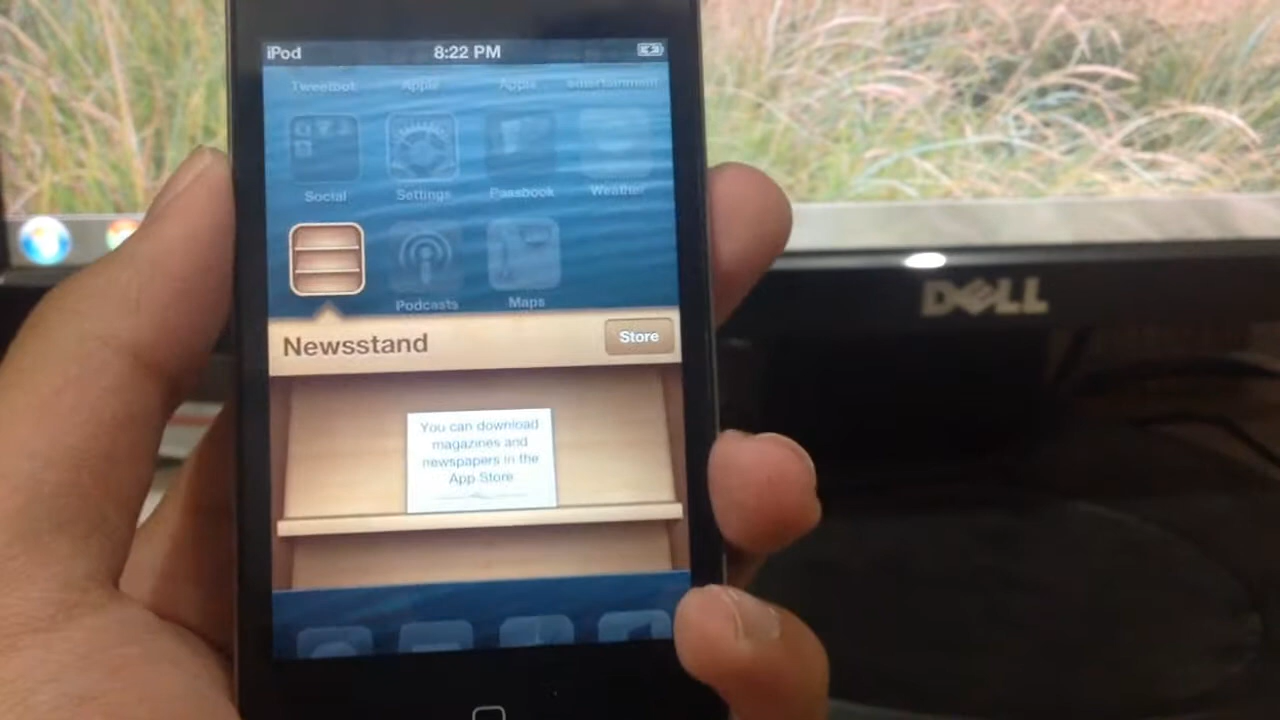 iPod 8:22 PM
Tweetbot Apple Apple entertainment
Social Settings Passbook Weather
Podcasts Maps
Newsstand Store
You can download
magazines and
newspapers in the
App Store
DELL